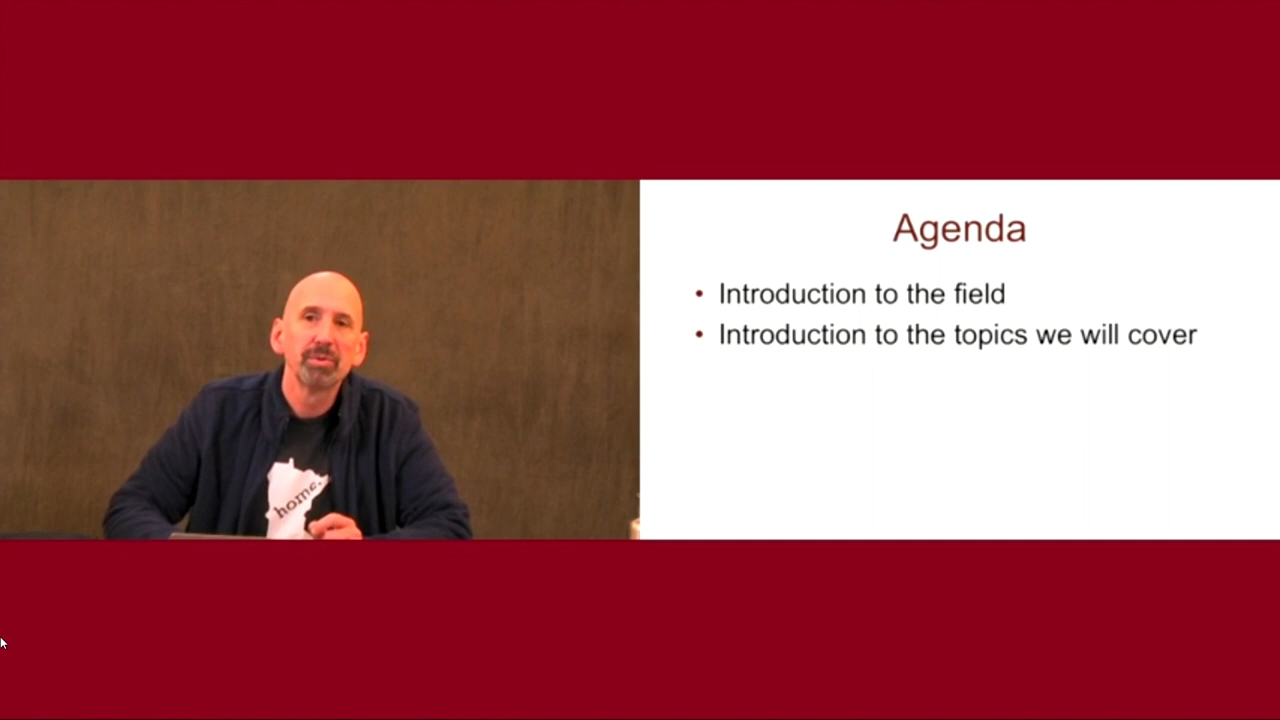 home.
Agenda
• Introduction to the field
• Introduction to the topics we will cover